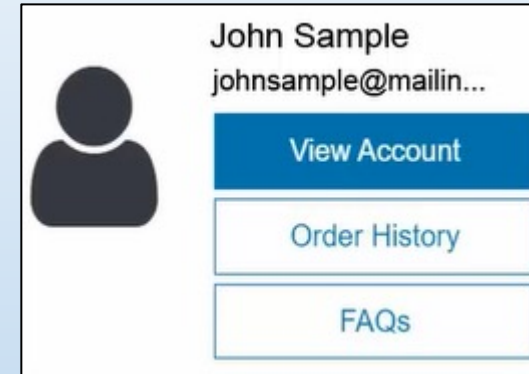 John Sample
johnsample@mailin...
View Account
Order History
FAQs